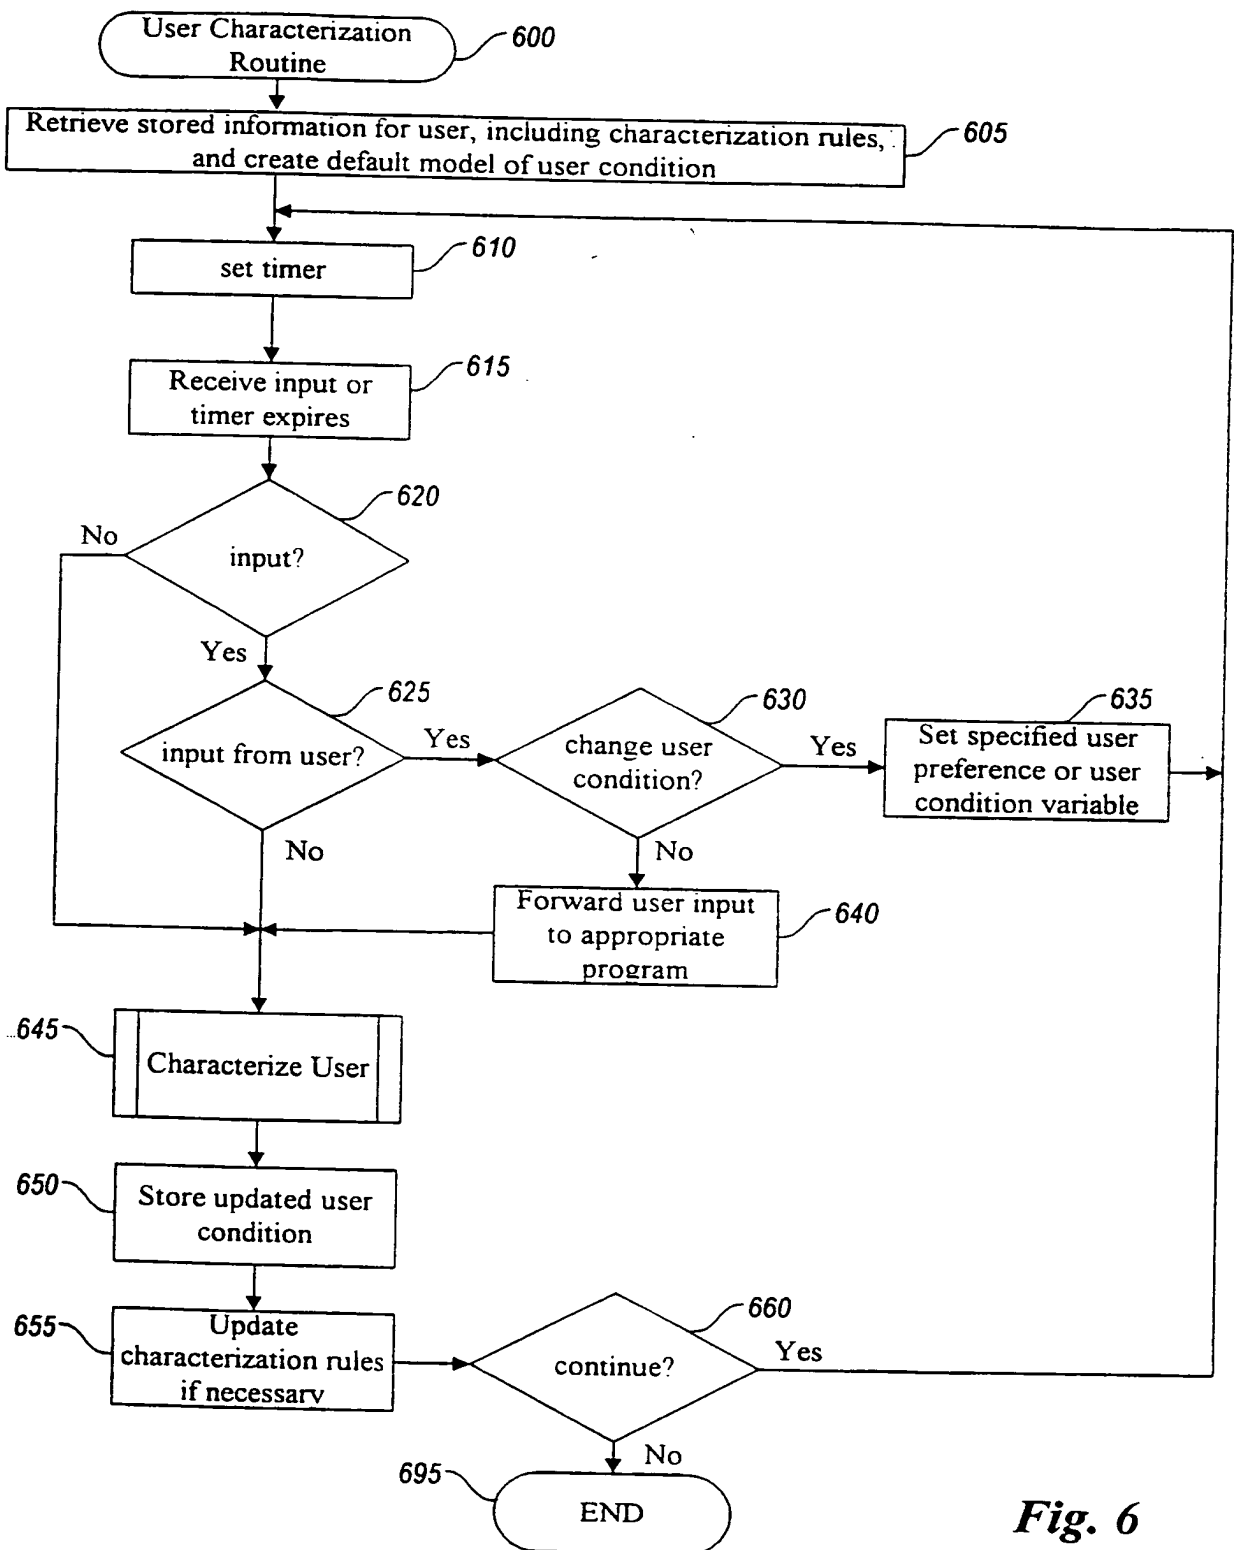 User Characterization
Routine
600
Retrieve stored information for user, including characterization rules,
and create default model of user condition
605
set timer
610
Receive input or
timer expires
615
input?
620
No
Yes
input from user?
625
Yes
change user
condition?
630
Yes
Set specified user
preference or user
condition variable
635
No
No
Forward user input
to appropriate
program
640
645
Characterize User
650
Store updated user
condition
655
Update
characterization rules
if necessary
continue?
660
Yes
No
695
END
Fig. 6